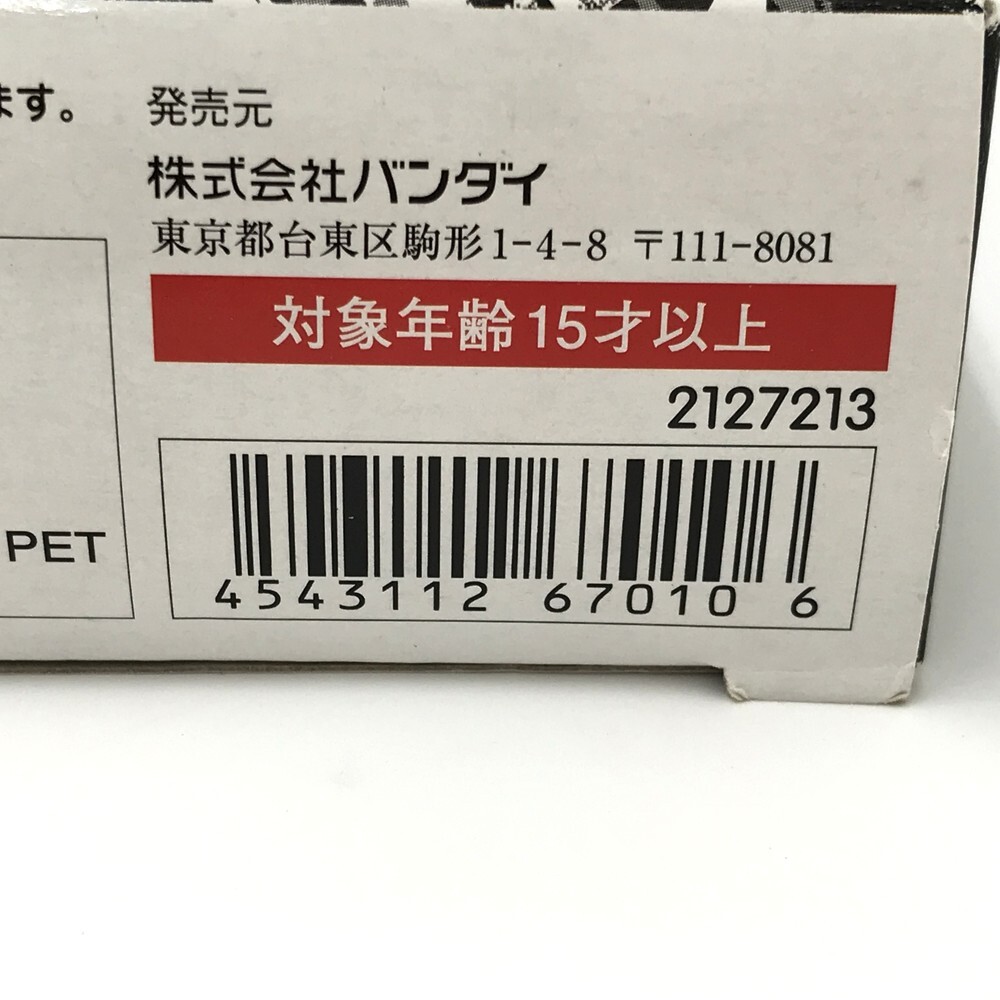 ます。
発売元
株式会社バンダイ
東京都台東区駒形1-4-8 〒111-8081
対象年齢15才以上
2127213
PET
4543112 67010 6